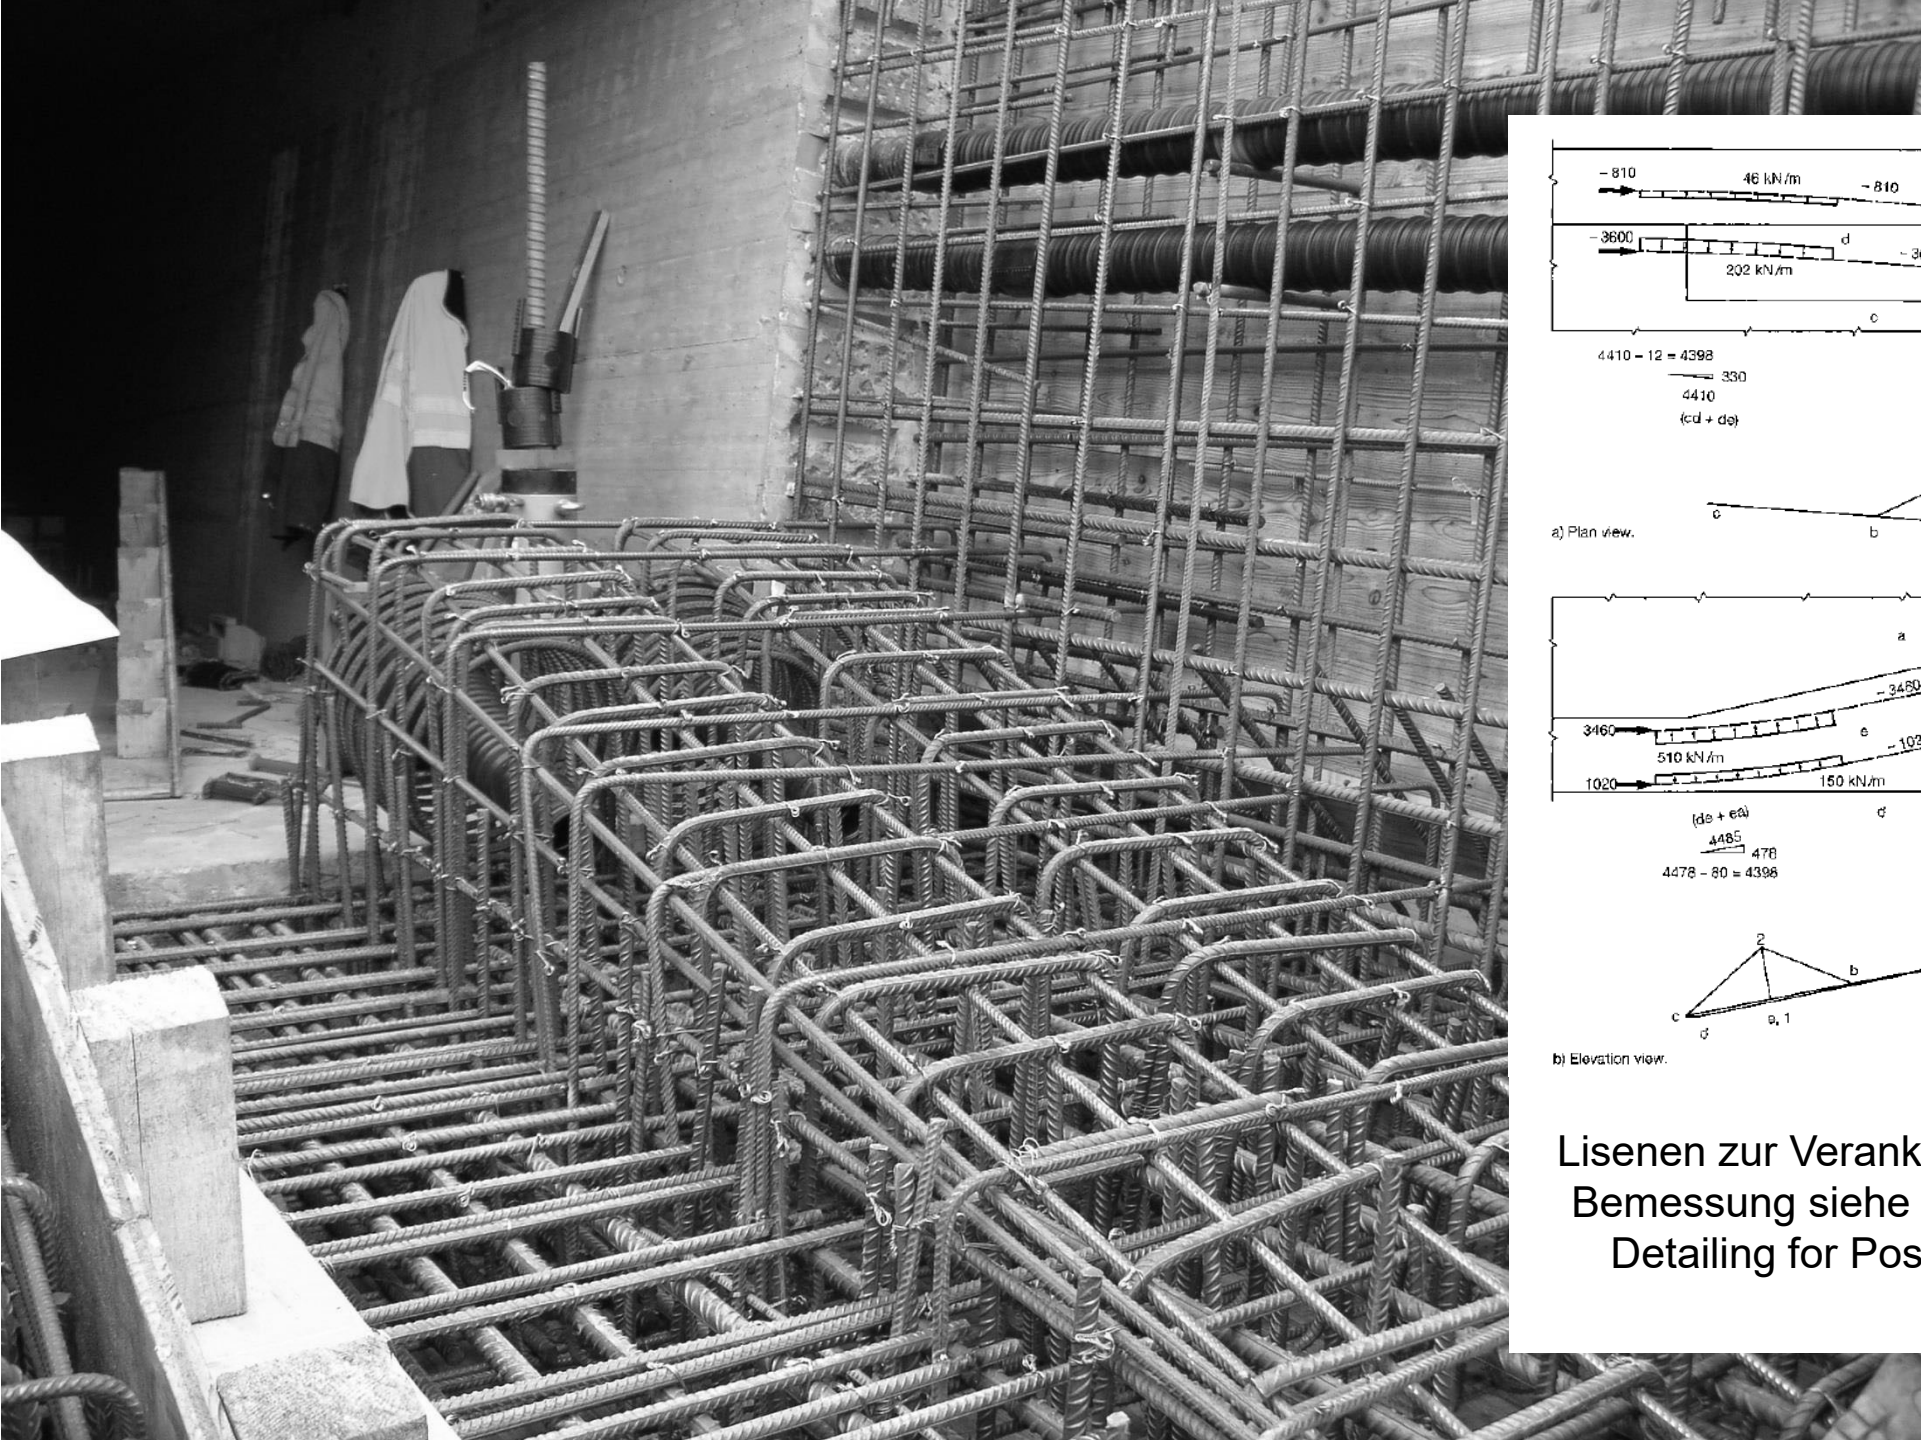 – 810
46 kN/m
– 810
– 3600
d
202 kN/m
c
4410 – 12 = 4398
330
4410
(cd + de)
c
b
a) Plan view.
a
– 3460
3460
e
510 kN/m
1020
150 kN/m
d
(de + ea)
4485
478
4478 – 80 = 4398
2
b
c
d
e, 1
b) Elevation view.
Lisenen zur Verank
Bemessung siehe
Detailing for Pos